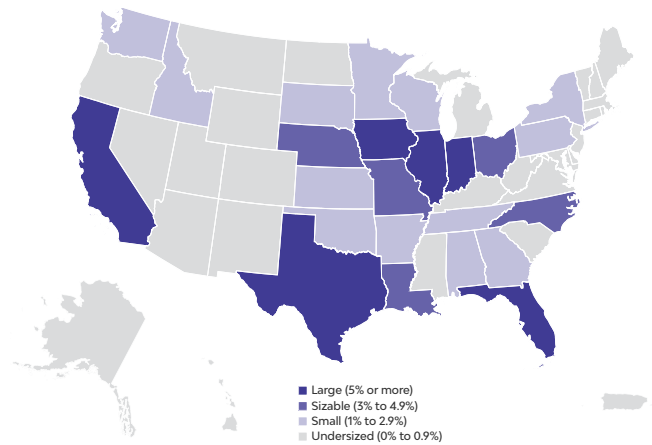 Large (5% or more)
Sizable (3% to 4.9%)
Small (1% to 2.9%)
Undersized (0% to 0.9%)